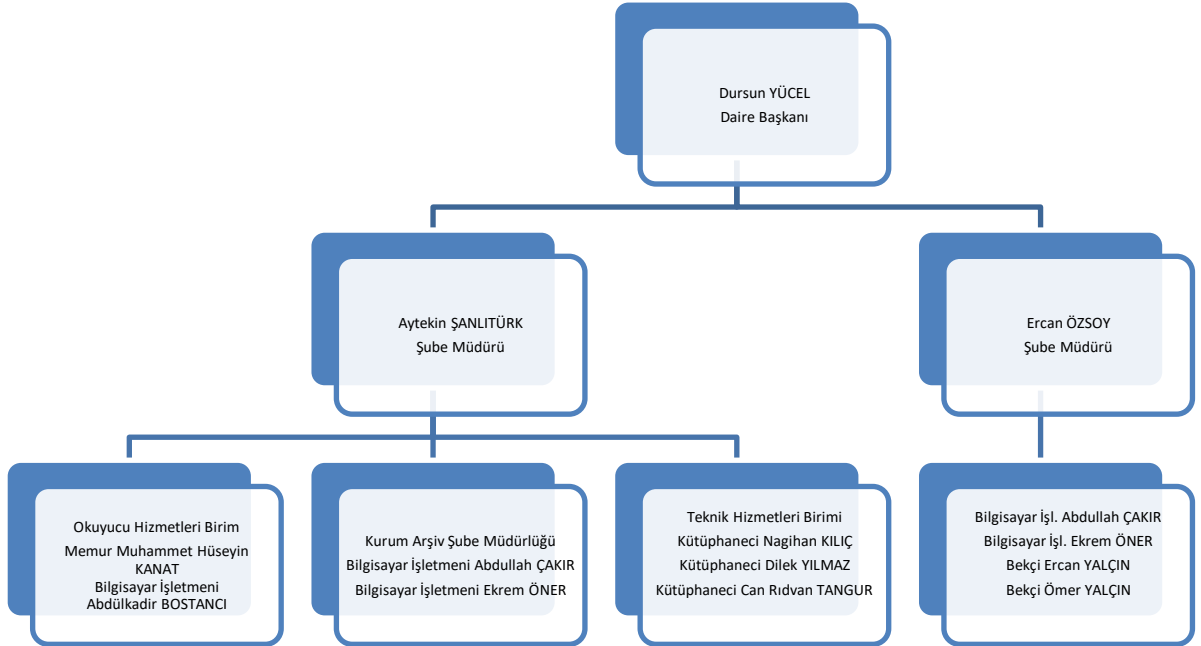 Dursun YÜCEL
Daire Başkanı
Aytekin ŞANLITÜRK
Şube Müdürü
Ercan ÖZSOY
Şube Müdürü
Okuyucu Hizmetleri Birim
Memur Muhammet Hüseyin
KANAT
Bilgisayar İşletmeni
Abdülkadir BOSTANCI
Kurum Arşiv Şube Müdürlüğü
Bilgisayar İşletmeni Abdullah ÇAKIR
Bilgisayar İşletmeni Ekrem ÖNER
Teknik Hizmetleri Birimi
Kütüphaneci Nagihan KILIÇ
Kütüphaneci Dilek YILMAZ
Kütüphaneci Can Rıdvan TANGUR
Bilgisayar İşl. Abdullah ÇAKIR
Bilgisayar İşl. Ekrem ÖNER
Bekçi Ercan YALÇIN
Bekçi Ömer YALÇIN